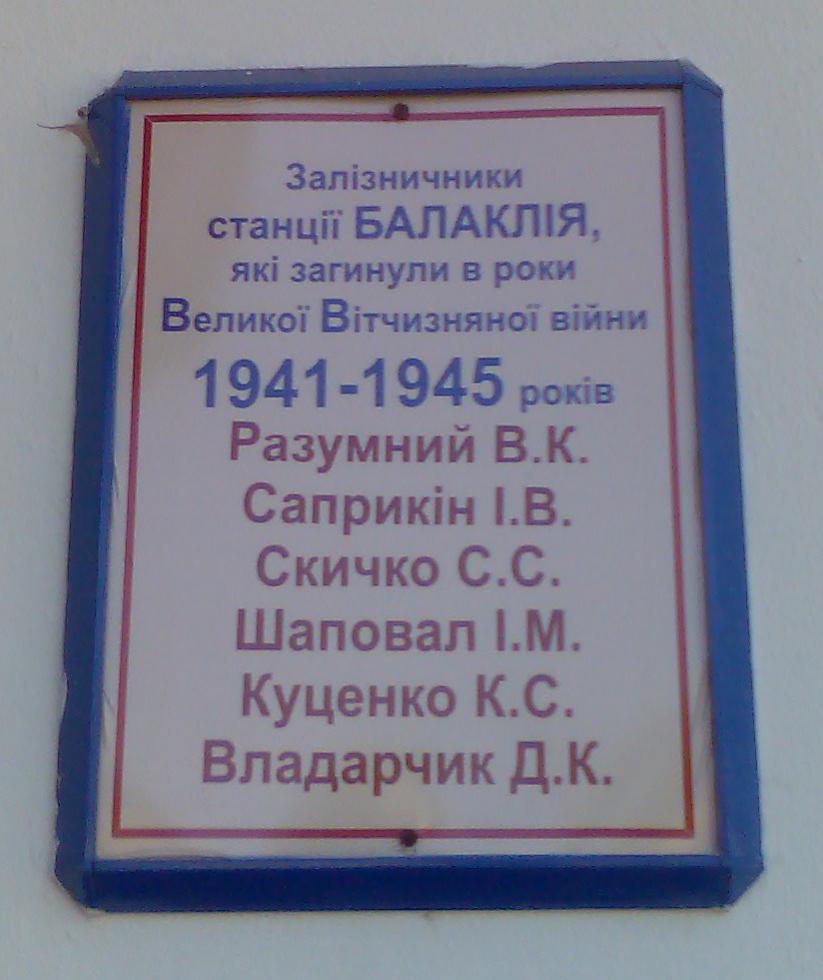 Залізничники
станції БАЛАКЛІЯ,
які загинули в роки
Великої Вітчизняної війни
1941-1945 років
Разумний В.К.
Саприкін І.В.
Скичко С.С.
Шаповал І.М.
Куценко К.С.
Владарчик Д.К.